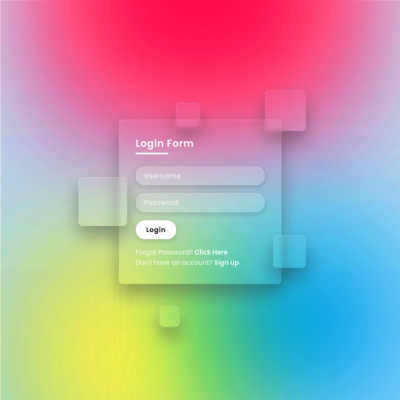 Login Form
Username
Password
Login
Forgot Password? Click Here
Don't have an account? Sign up